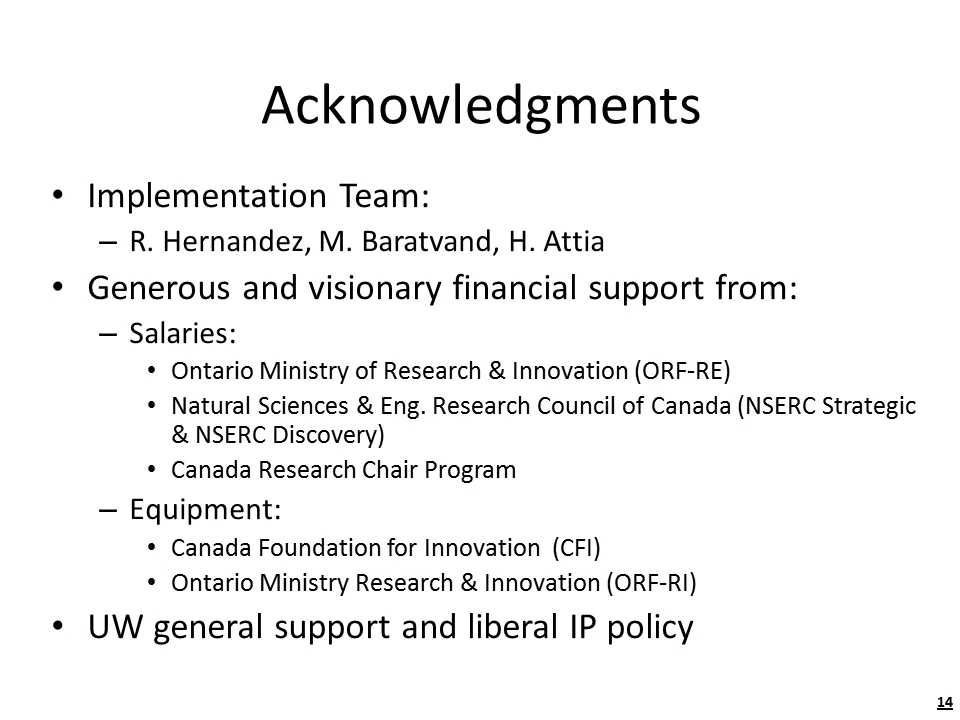 Acknowledgments
• Implementation Team:
– R. Hernandez, M. Baratvand, H. Attia
• Generous and visionary financial support from:
– Salaries:
• Ontario Ministry of Research & Innovation (ORF-RE)
• Natural Sciences & Eng. Research Council of Canada (NSERC Strategic
& NSERC Discovery)
• Canada Research Chair Program
– Equipment:
• Canada Foundation for Innovation  (CFI)
• Ontario Ministry Research & Innovation (ORF-RI)
• UW general support and liberal IP policy
14